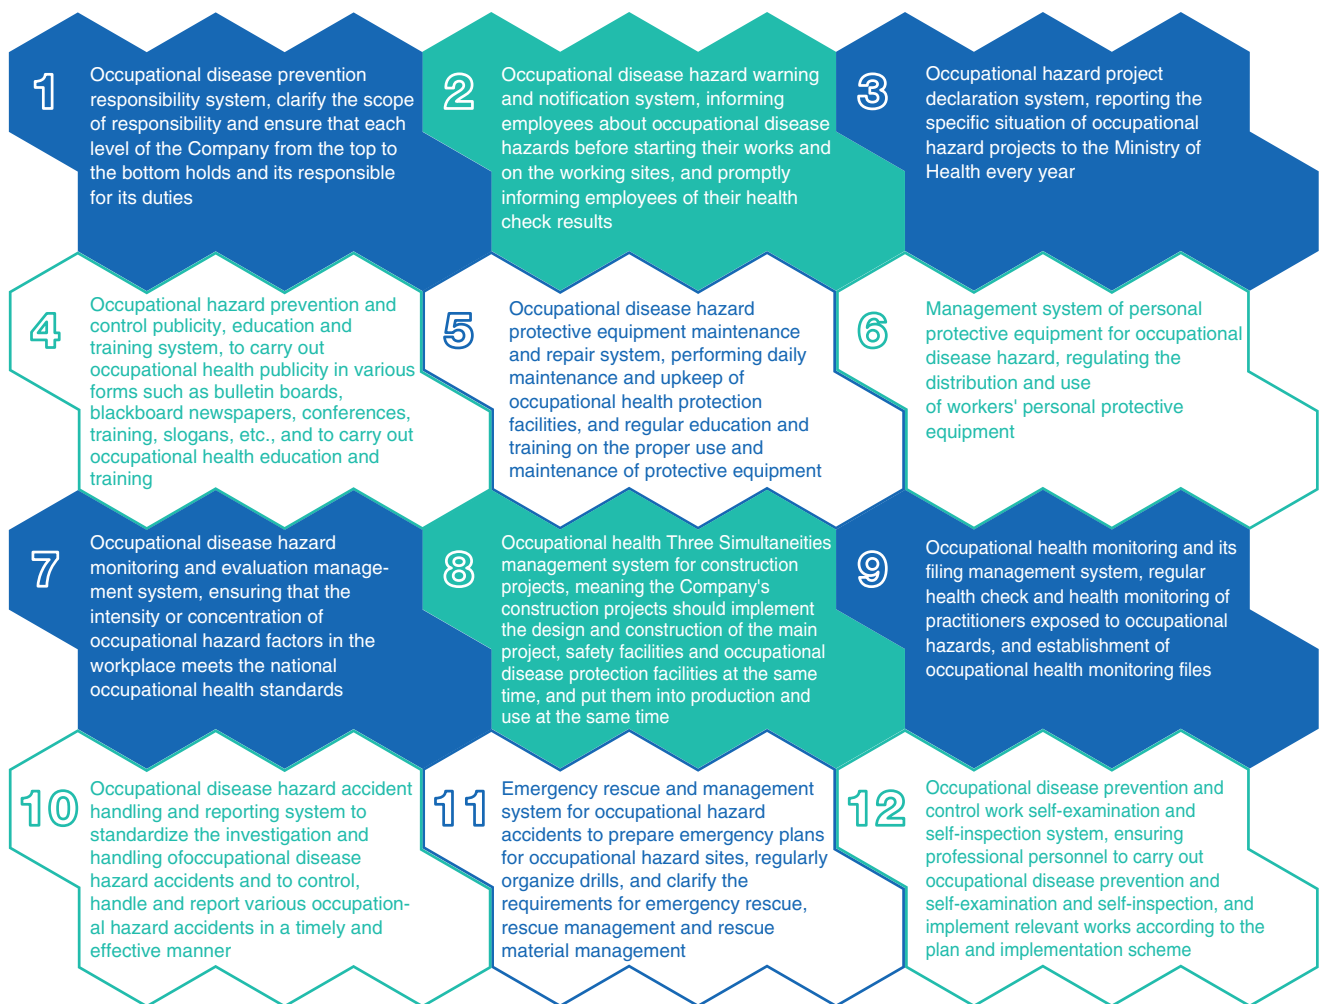 1
Occupational disease prevention
responsibility system, clarify the scope
of responsibility and ensure that each
level of the Company from the top to
the bottom holds and its responsible
for its duties
2
Occupational disease hazard warning
and notification system, informing
employees about occupational disease
hazards before starting their works and
on the working sites, and promptly
informing employees of their health
check results
3
Occupational hazard project
declaration system, reporting the
specific situation of occupational
hazard projects to the Ministry of
Health every year
4
Occupational hazard prevention and
control publicity, education and
training system, to carry out
occupational health publicity in various
forms such as bulletin boards,
blackboard newspapers, conferences,
training, slogans, etc., and to carry out
occupational health education and
training
5
Occupational disease hazard
protective equipment maintenance
and repair system, performing daily
maintenance and upkeep of
occupational health protection
facilities, and regular education and
training on the proper use and
maintenance of protective equipment
6
Management system of personal
protective equipment for occupational
disease hazard, regulating the
distribution and use
of workers' personal protective
equipment
7
Occupational disease hazard
monitoring and evaluation manage-
ment system, ensuring that the
intensity or concentration of
occupational hazard factors in the
workplace meets the national
occupational health standards
8
Occupational health Three Simultaneities
management system for construction
projects, meaning the Company's
construction projects should implement
the design and construction of the main
project, safety facilities and occupational
disease protection facilities at the same
time, and put them into production and
use at the same time
9
Occupational health monitoring and its
filing management system, regular
health check and health monitoring of
practitioners exposed to occupational
hazards, and establishment of
occupational health monitoring files
10
Occupational disease hazard accident
handling and reporting system to
standardize the investigation and
handling ofoccupational disease
hazard accidents and to control,
handle and report various occupation-
al hazard accidents in a timely and
effective manner
11
Emergency rescue and management
system for occupational hazard
accidents to prepare emergency plans
for occupational hazard sites, regularly
organize drills, and clarify the
requirements for emergency rescue,
rescue management and rescue
material management
12
Occupational disease prevention and
control work self-examination and
self-inspection system, ensuring
professional personnel to carry out
occupational disease prevention and
self-examination and self-inspection, and
implement relevant works according to the
plan and implementation scheme